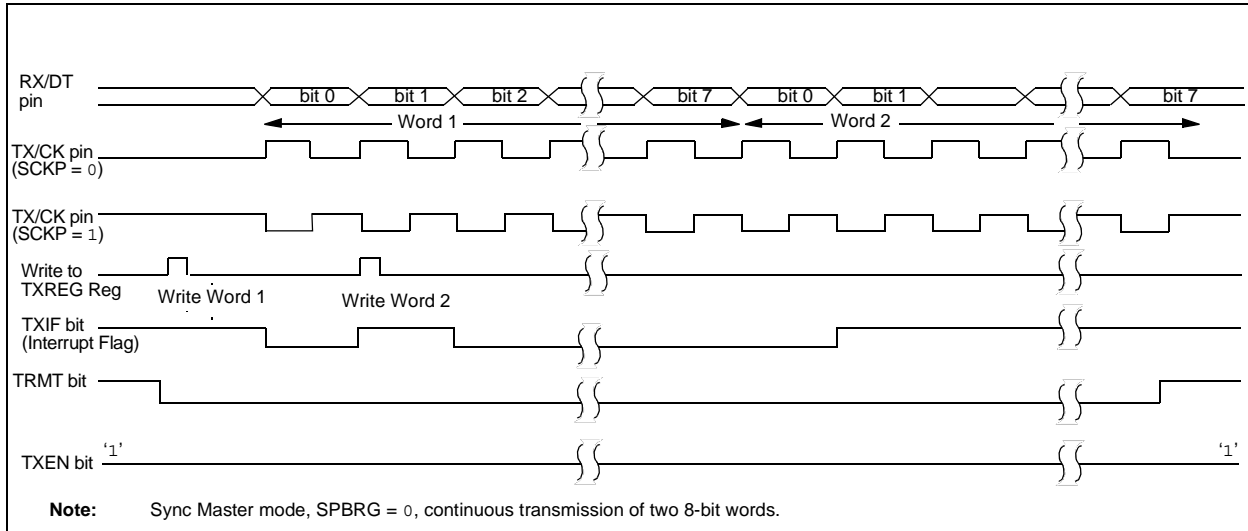 RX/DT
pin
bit 0 bit 1 bit 2 bit 7 bit 0 bit 1 bit 7
Word 1 Word 2
TX/CK pin
(SCKP = 0)
TX/CK pin
(SCKP = 1)
Write to
TXREG Reg
Write Word 1 Write Word 2
TXIF bit
(Interrupt Flag)
TRMT bit
‘1’ ‘1’
TXEN bit
Note: Sync Master mode, SPBRG = 0, continuous transmission of two 8-bit words.